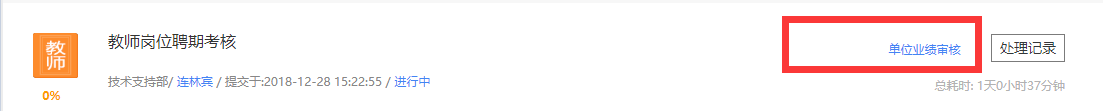 教师
0%
教师岗位聘期考核
技术支持部/ 连林宾 / 提交于:2018-12-28 15:22:55 / 进行中
单位业绩审核
处理记录
总耗时: 1天0小时37分钟